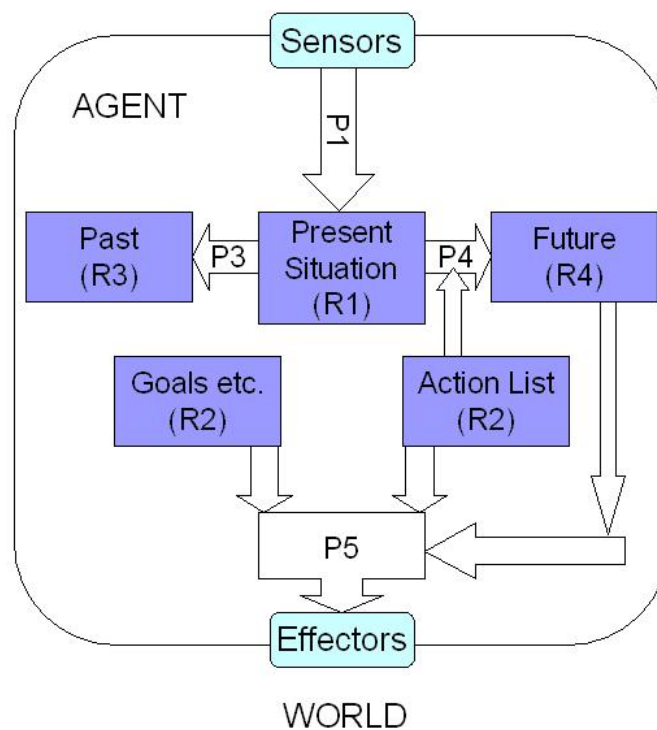 Sensors
AGENT
P1
Past
(R3)
P3
Present
Situation
(R1)
P4
Future
(R4)
Goals etc.
(R2)
Action List
(R2)
P5
Effectors
WORLD